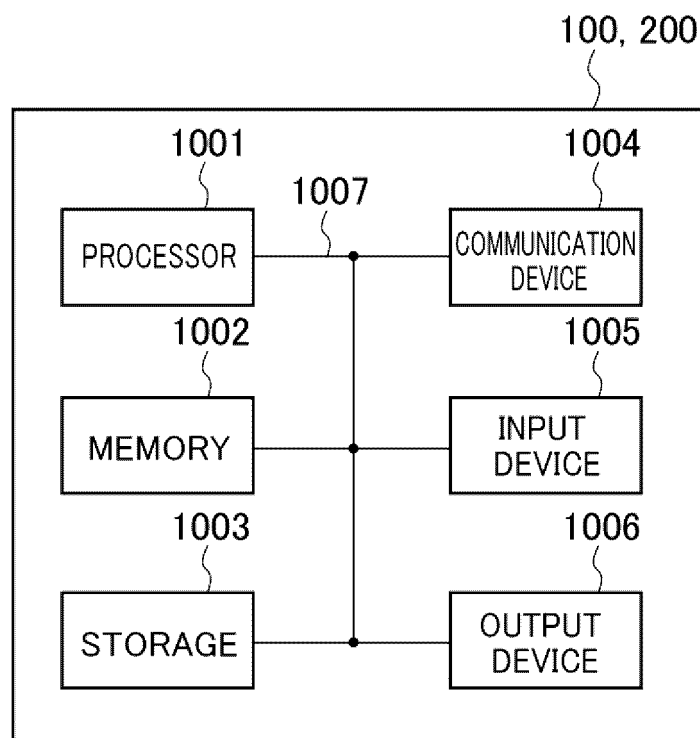 100, 200
1001
PROCESSOR
1007
1004
COMMUNICATION
DEVICE
1002
MEMORY
1005
INPUT
DEVICE
1003
STORAGE
1006
OUTPUT
DEVICE